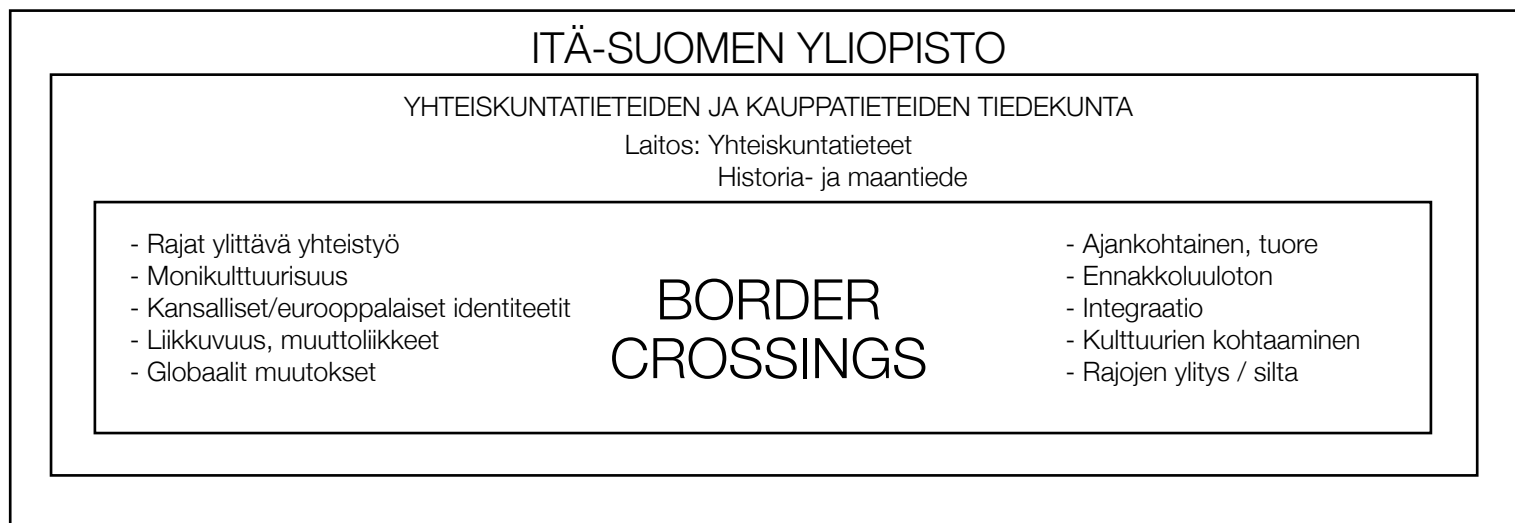 ITÄ-SUOMEN YLIOPISTO
YHTEISKUNTATIETEIDEN JA KAUPPATIETEIDEN TIEDEKUNTA
Laitos: Yhteiskuntatieteet
Historia- ja maantiede
- Rajat ylittävä yhteistyö
- Monikulttuurisuus
- Kansalliset/eurooppalaiset identiteetit
- Liikkuvuus, muuttoliikkeet
- Globaalit muutokset
BORDER
CROSSINGS
- Ajankohtainen, tuore
- Ennakkoluuloton
- Integraatio
- Kulttuurien kohtaaminen
- Rajojen ylitys / silta